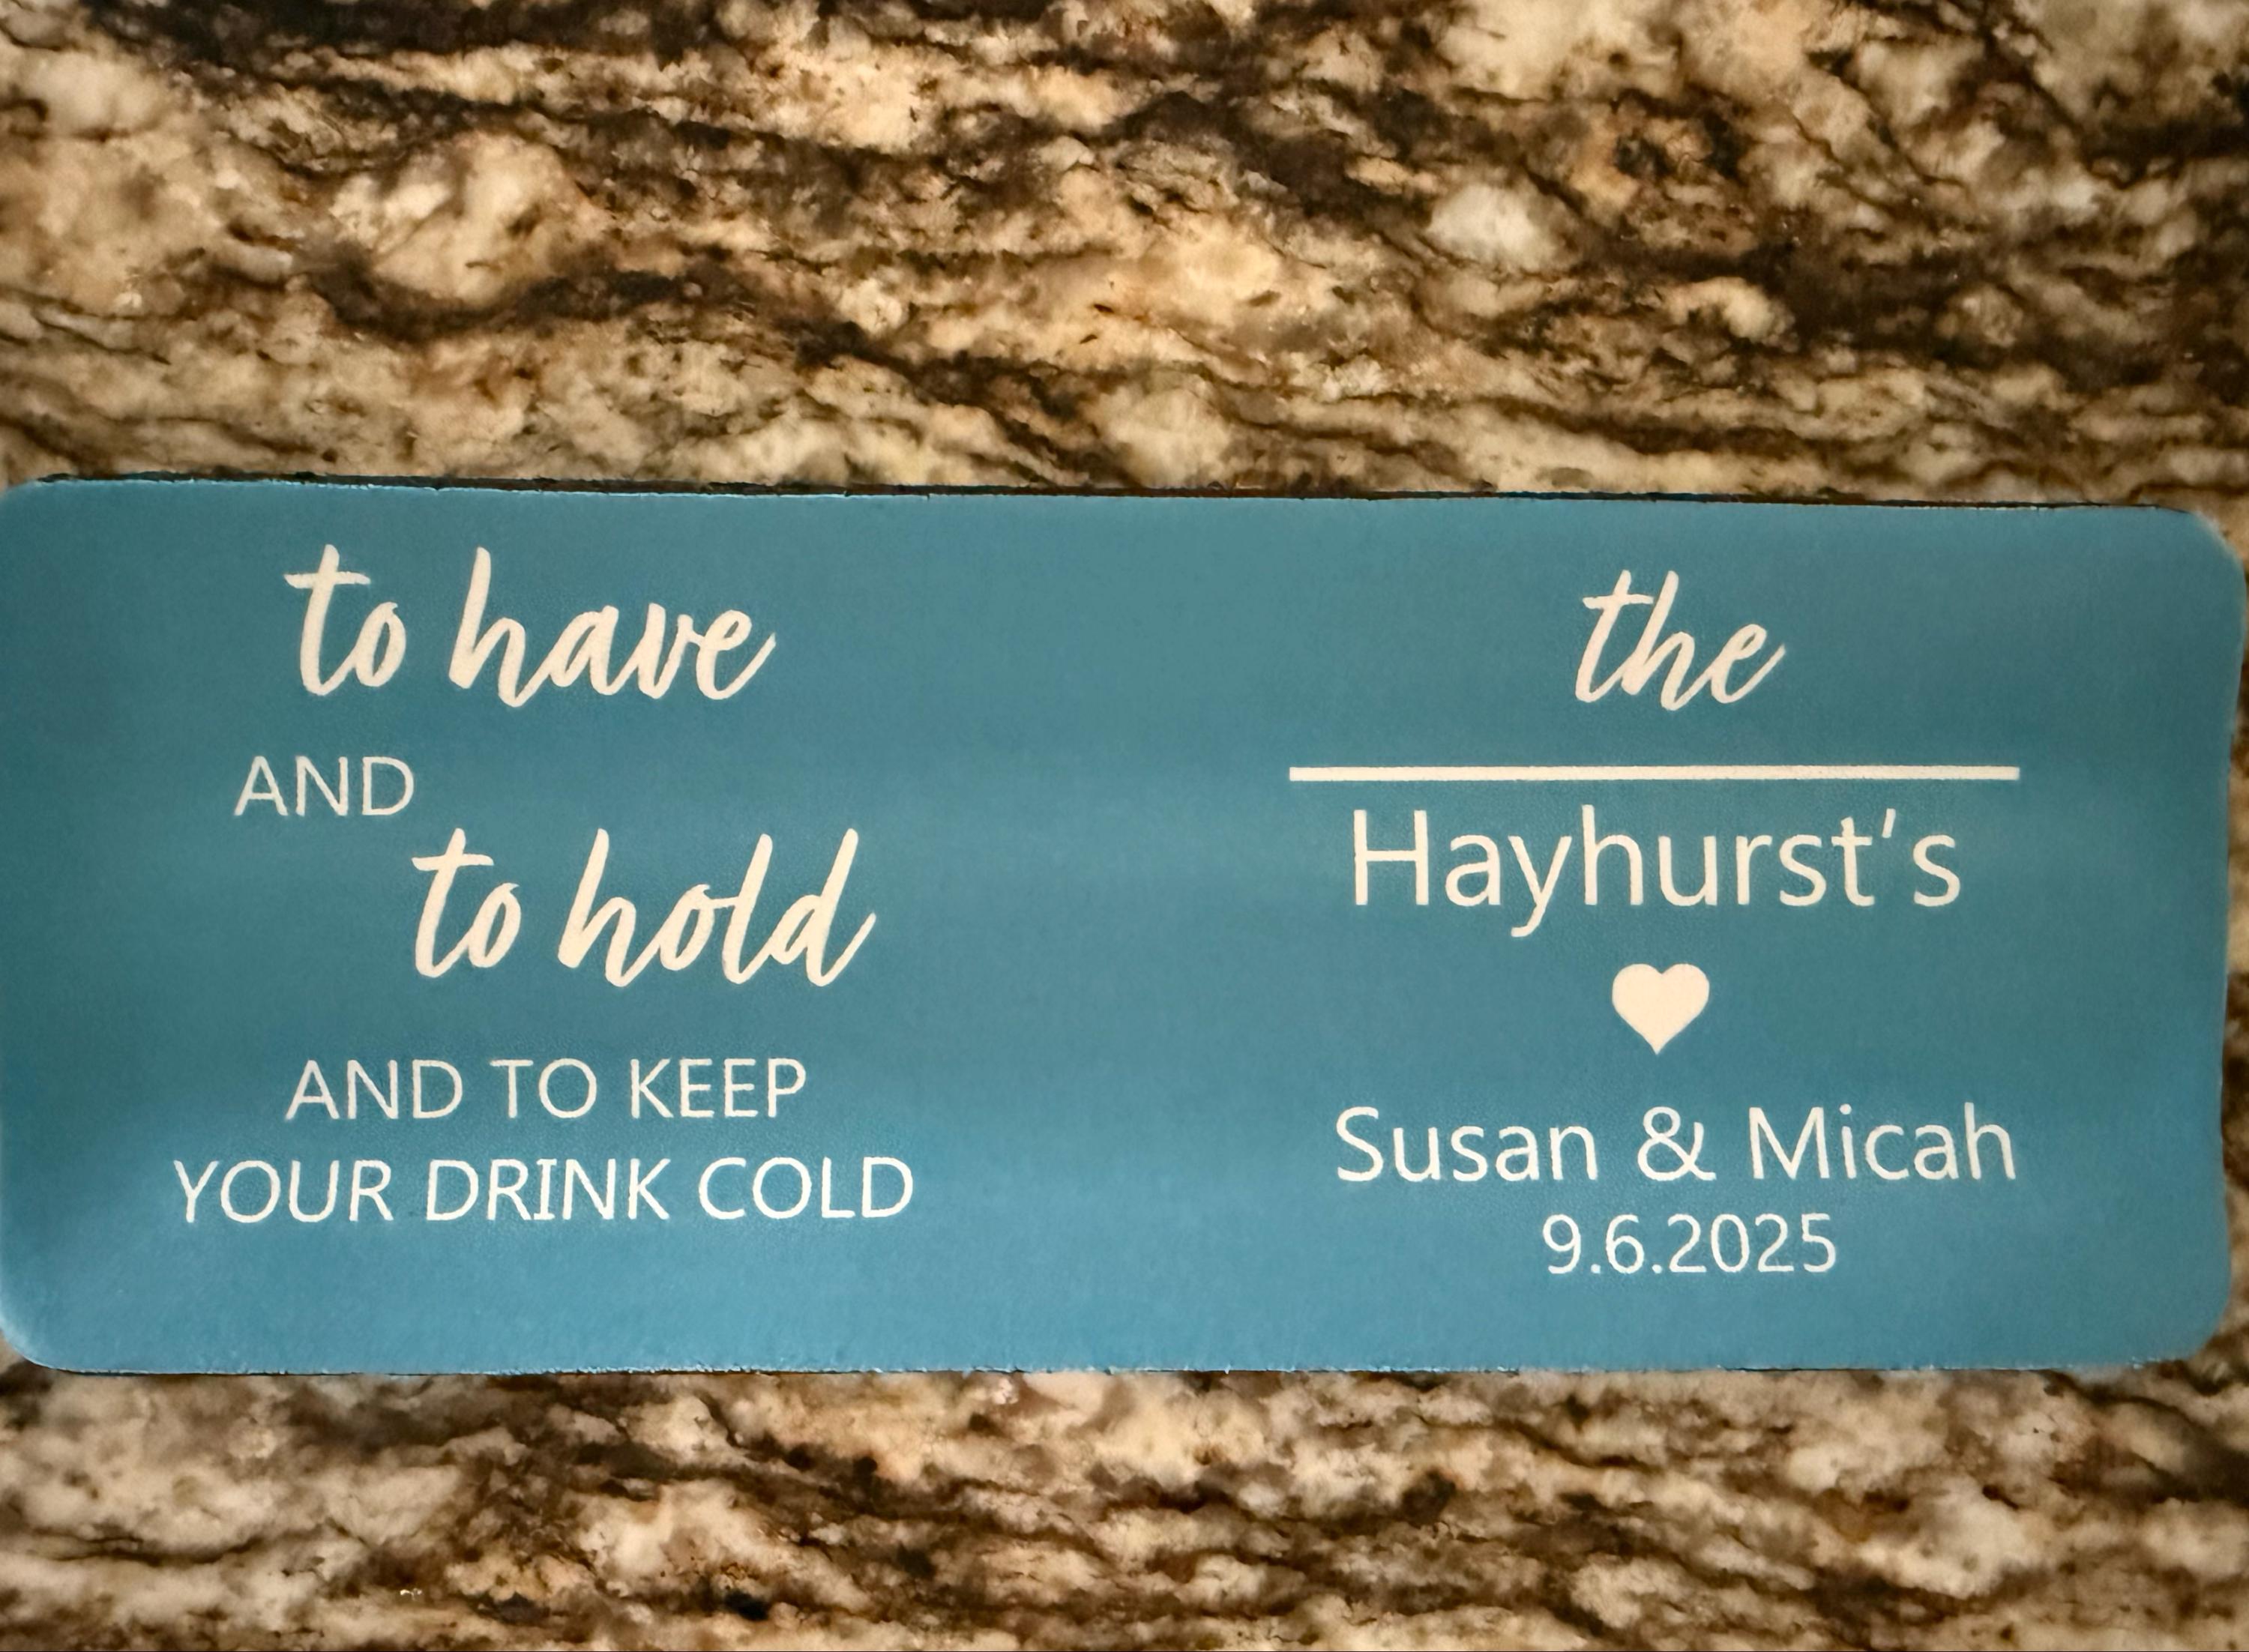 to have
AND
to hold
AND TO KEEP
YOUR DRINK COLD
the
Hayhurst's
Susan & Micah
9.6.2025